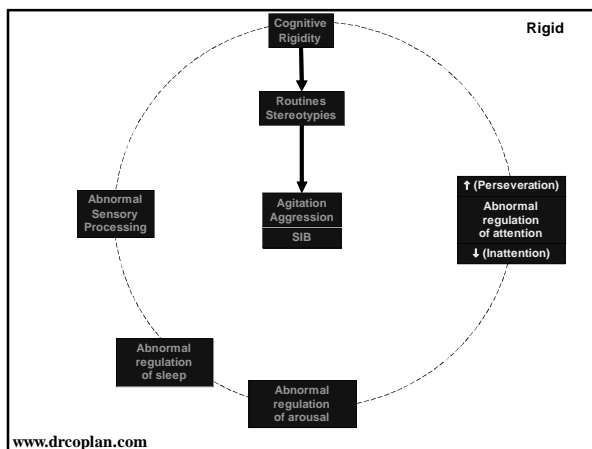 Cognitive
Rigidity
Rigid
Routines
Stereotypies
Abnormal
Sensory
Processing
Agitation
Aggression
SIB
↑ (Perseveration)
Abnormal
regulation
of attention
↓ (Inattention)
Abnormal
regulation
of sleep
Abnormal
regulation
of arousal
www.drcoplan.com